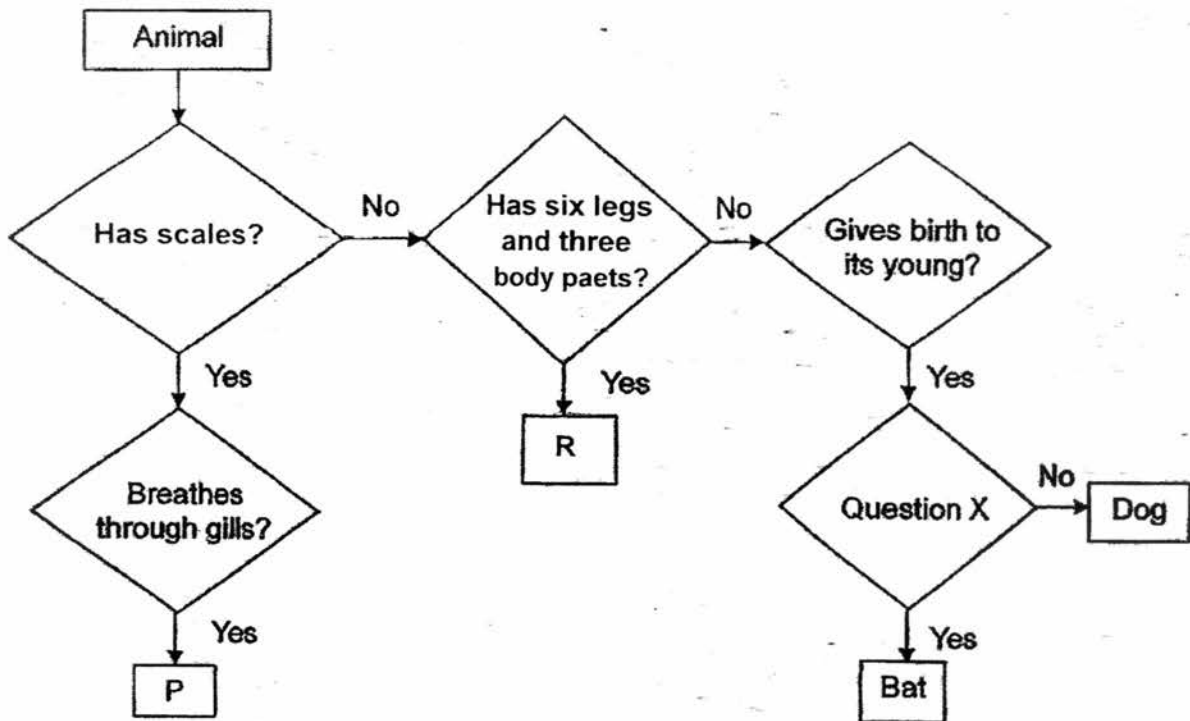 Animal
Has scales?
No
Has six legs
and three
body paets?
No
Gives birth to
its young?
Yes
Yes
Yes
Breathes
through gills?
R
Question X
No
Dog
Yes
Yes
P
Bat